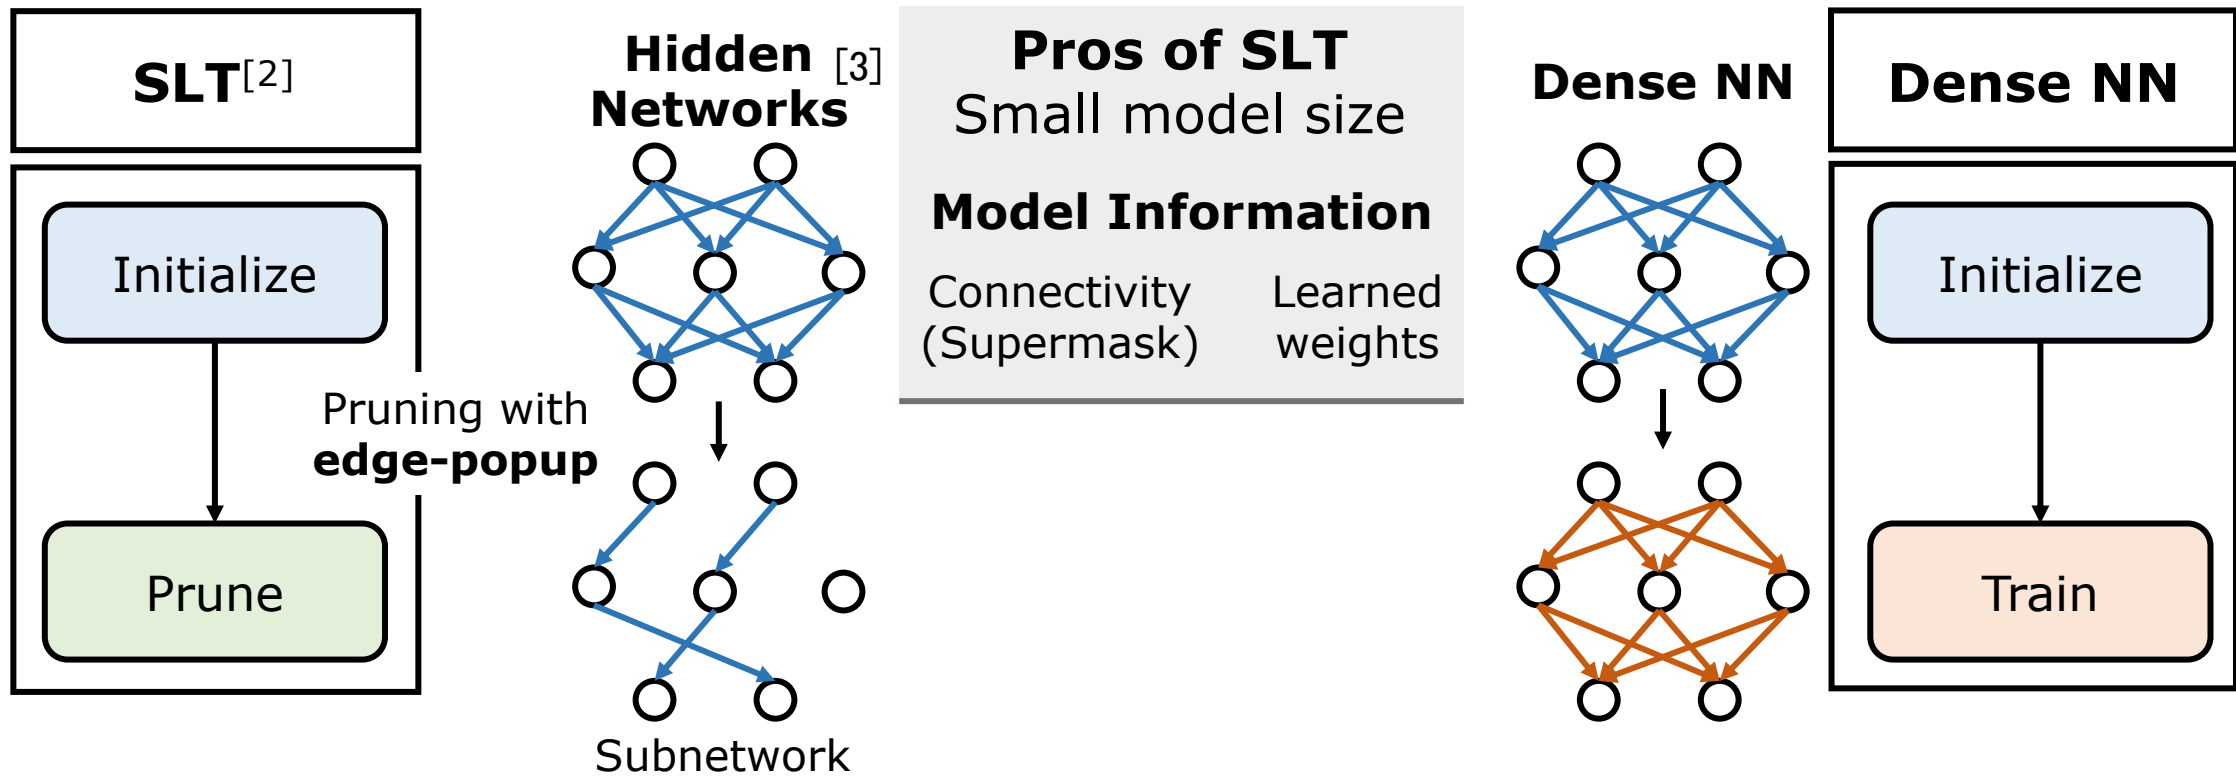 SLT[2]
Initialize
Pruning with
edge-popup
Prune
Hidden [3]
Networks
Subnetwork
Pros of SLT
Small model size
Model Information
Connectivity
(Supermask)
Learned
weights
Dense NN
Dense NN
Initialize
Train